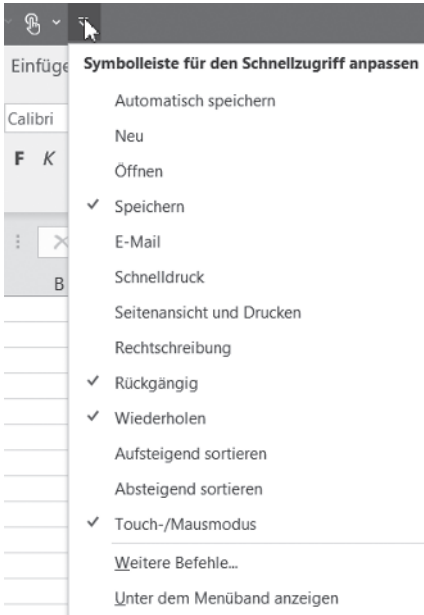 Einfüge
Symbolleiste für den Schnellzugriff anpassen
Calibri
F K
B
Automatisch speichern
Neu
Öffnen
Speichern
E-Mail
Schnelldruck
Seitenansicht und Drucken
Rechtschreibung
Rückgängig
Wiederholen
Aufsteigend sortieren
Absteigend sortieren
Touch-/Mausmodus
Weitere Befehle...
Unter dem Menüband anzeigen